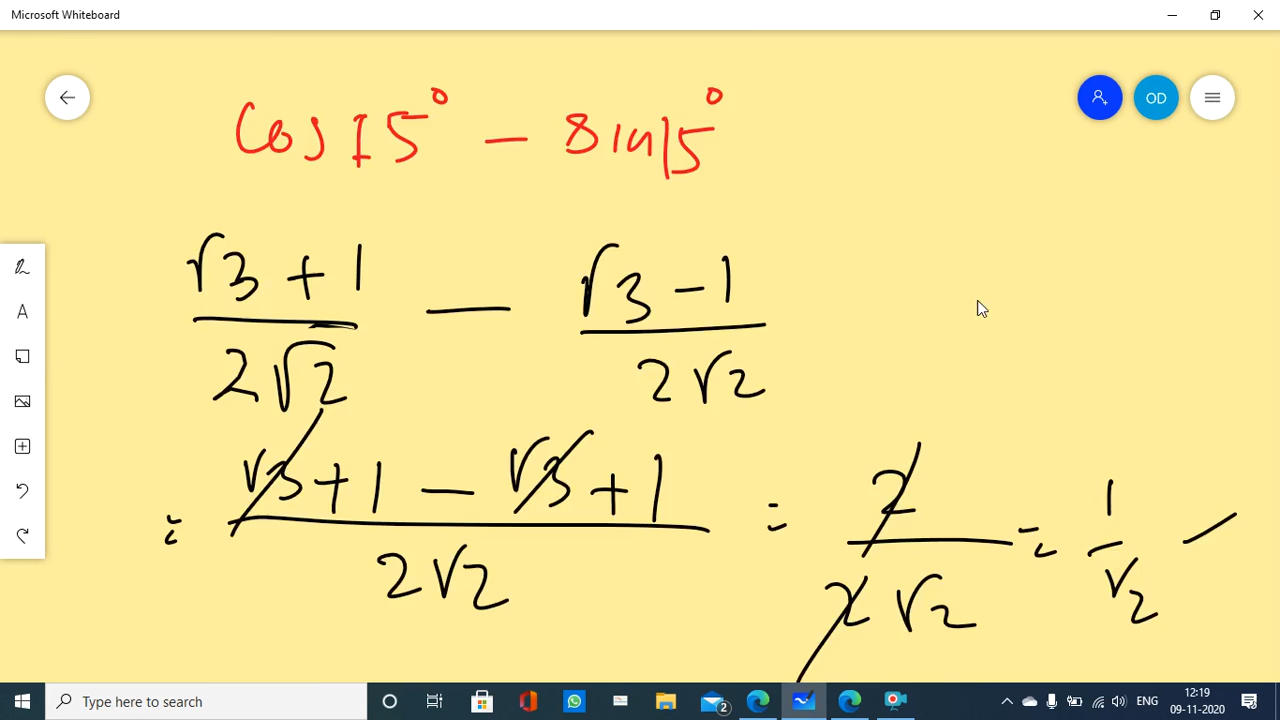 Microsoft Whiteboard
OD
cos 15° - sin 15°
√3 + 1 / 2√2 — √3 - 1 / 2√2
= √3 + 1 - √3 + 1 / 2√2 = 2 / 2√2 = 1 / √2
A
Type here to search
2
ENG
12:19
09-11-2020